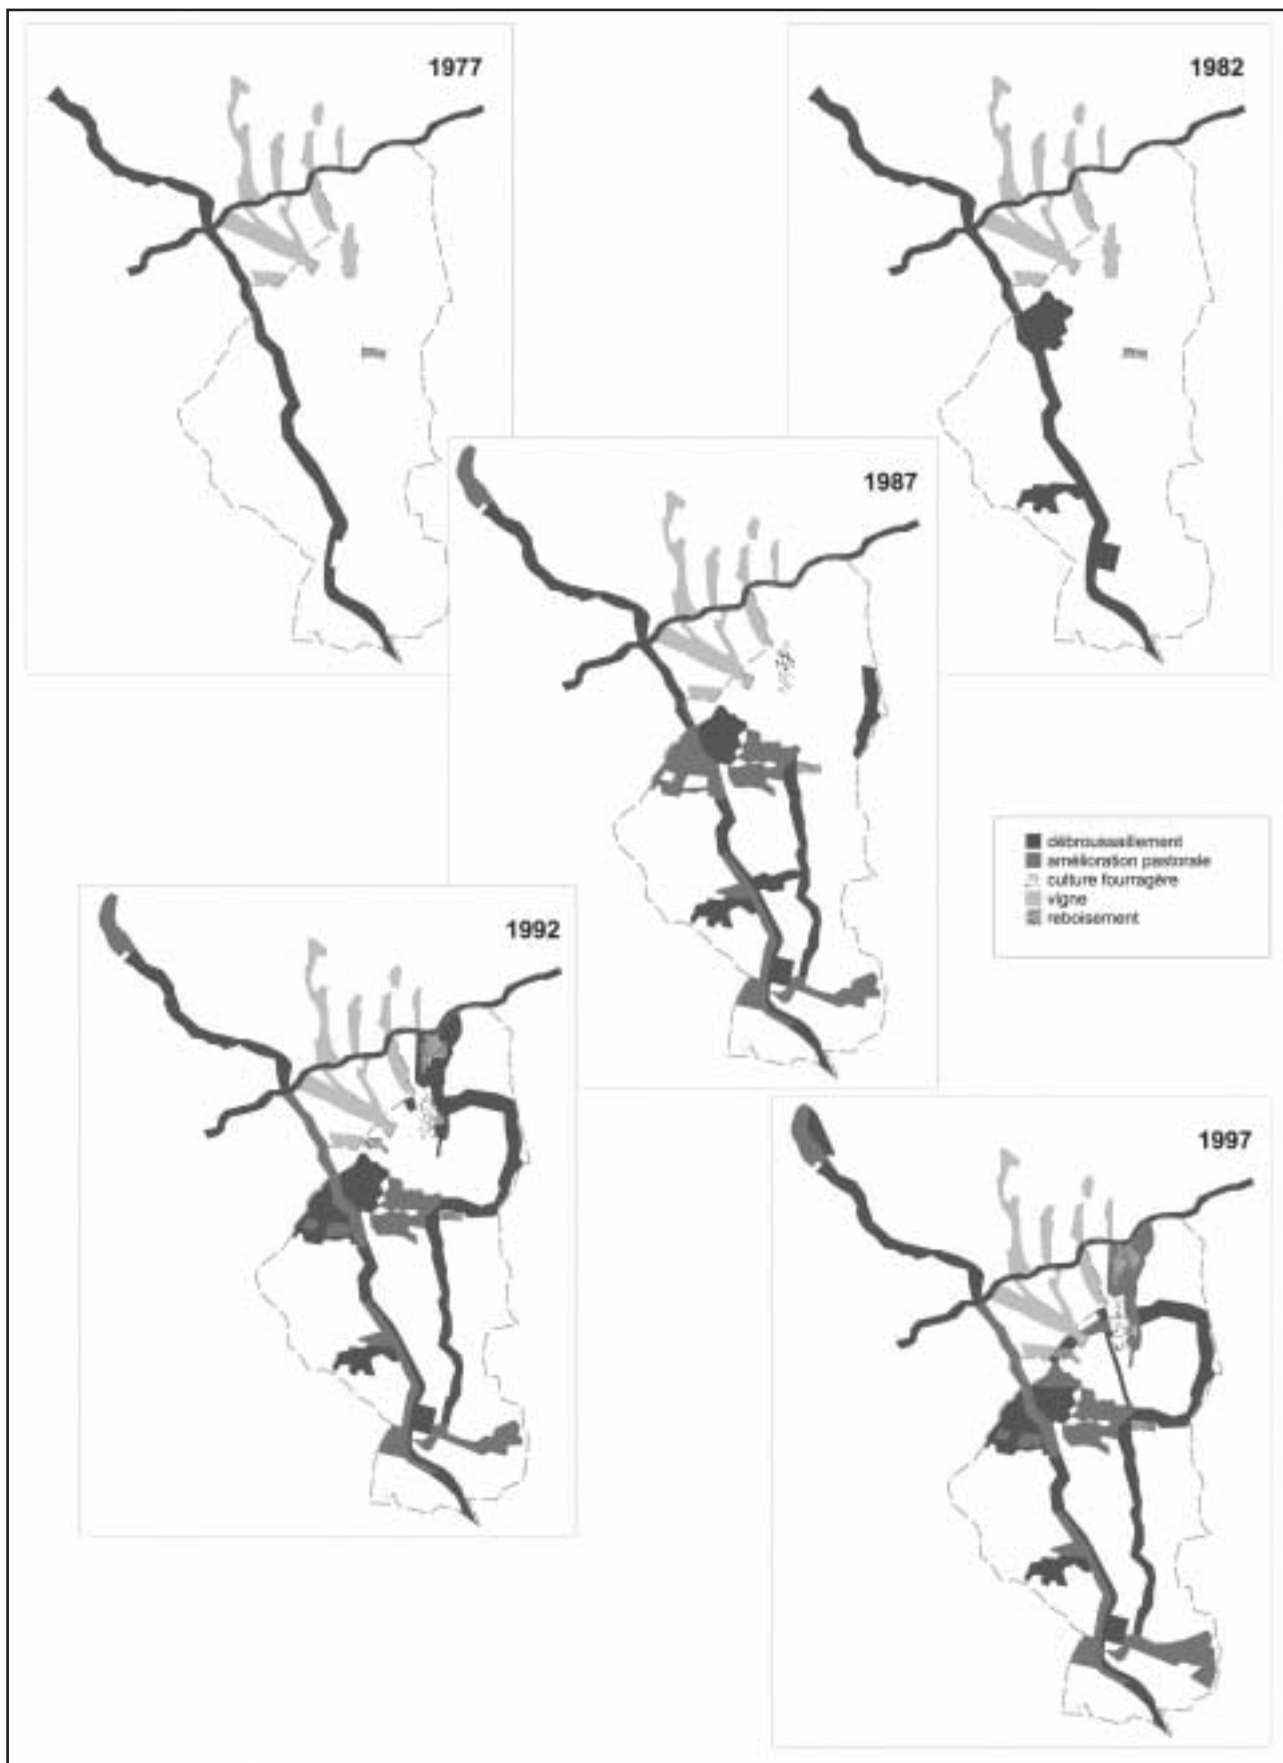 1977
1982
1987
débroussaillement
amélioration pastorale
culture fourragère
vigne
reboisement
1992
1997